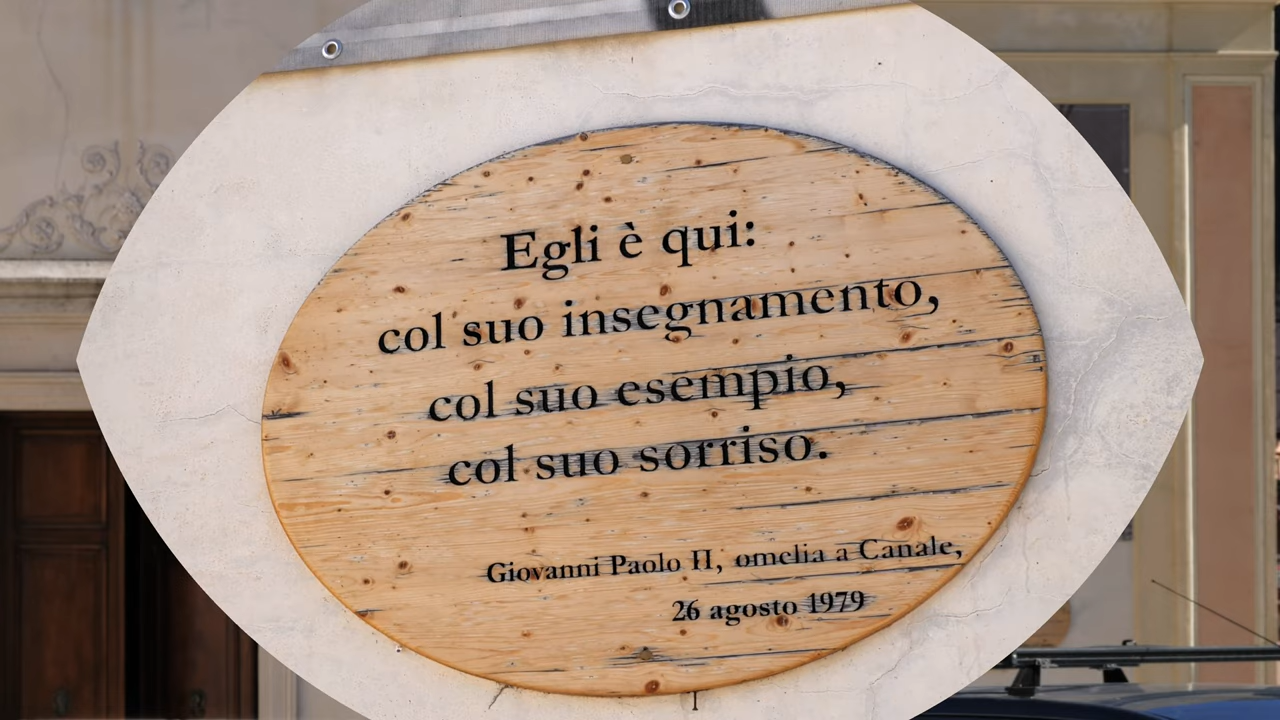 Egli è qui:
col suo insegnamento,
col suo esempio,
col suo sorriso.
Giovanni Paolo II, omelia a Canale,
26 agosto 1979